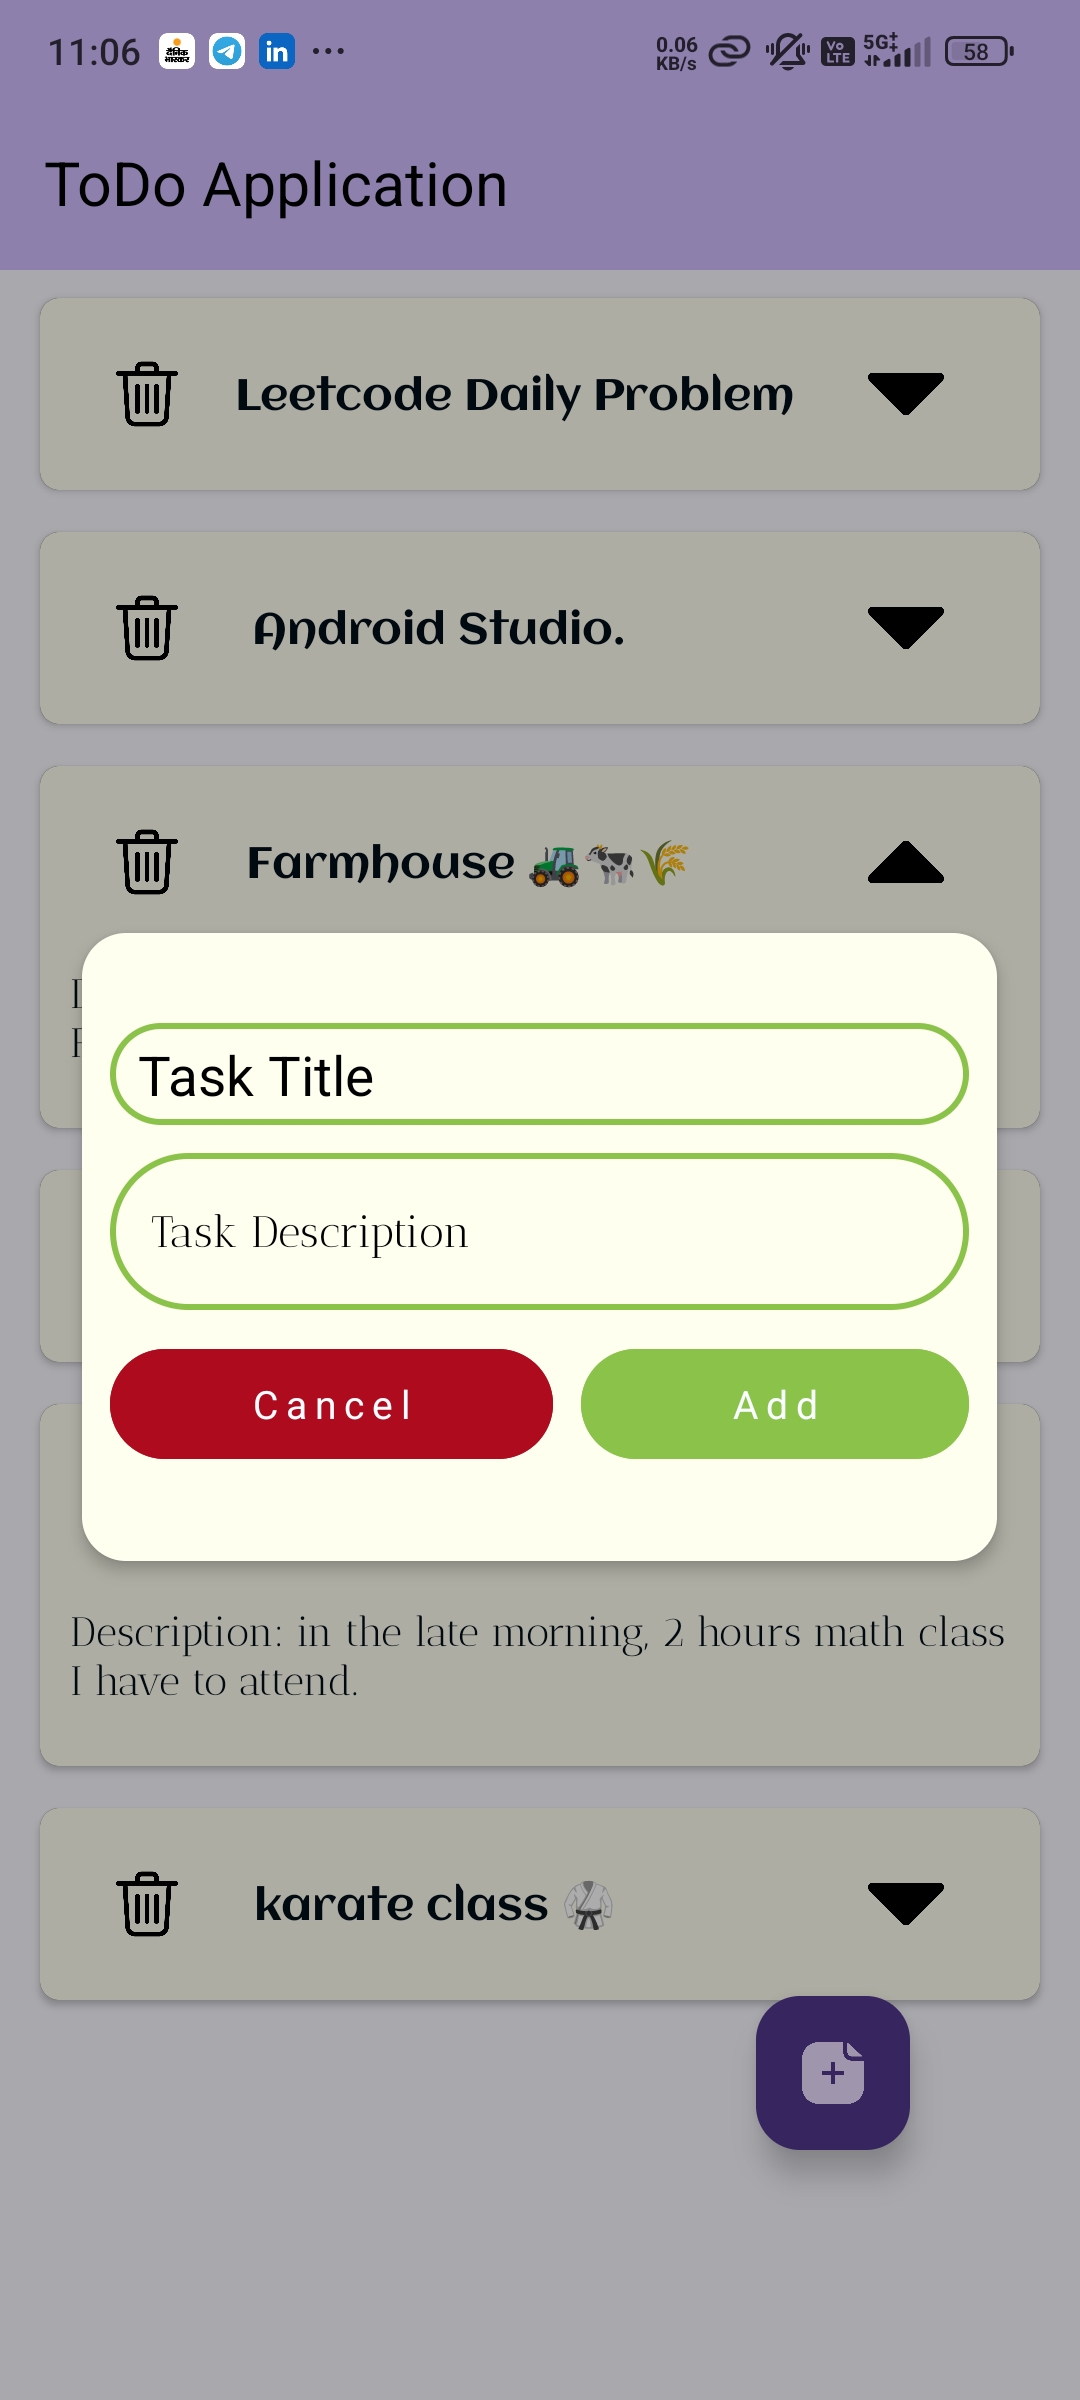 11:06
दैनिक
भास्कर
in
0.06
KB/s
Vo
LTE
5G
58
ToDo Application
Leetcode Daily Problem
Android Studio.
Farmhouse 🚜🐄🌾
Task Title
Task Description
Cancel Add
Description: in the late morning, 2 hours math class
I have to attend.
karate class 🥋